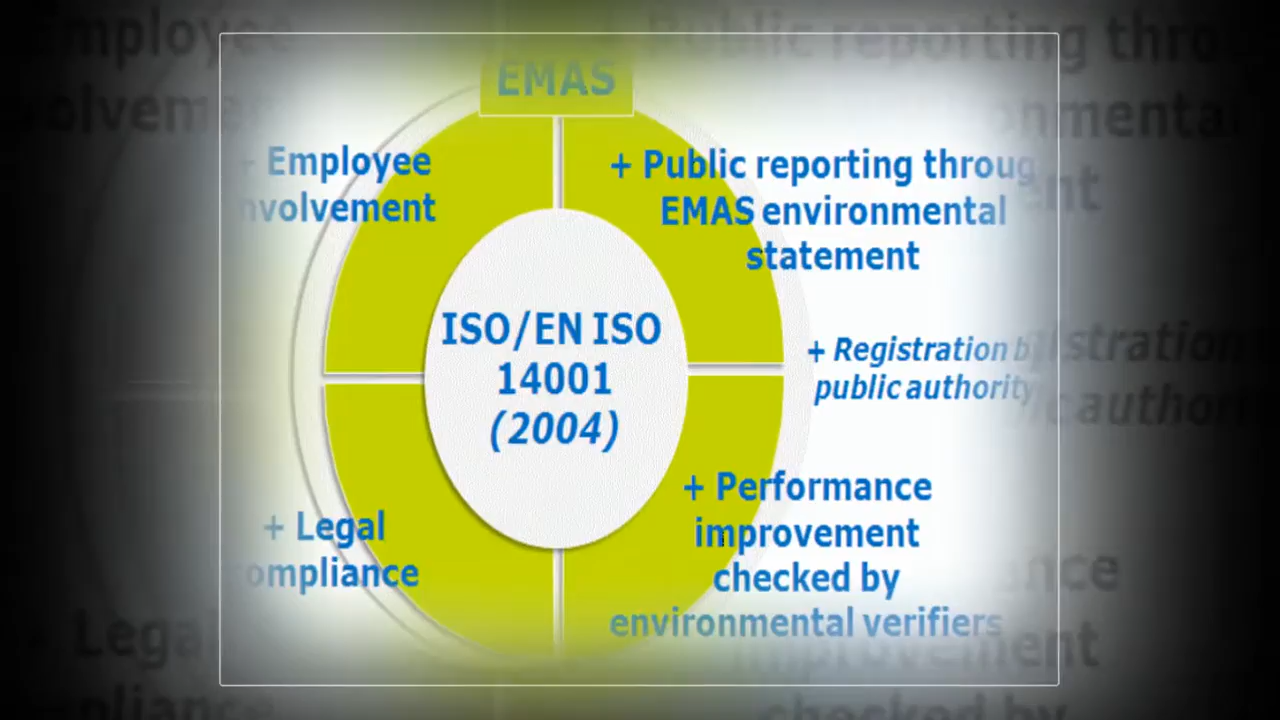 EMAS
+ Employee
nvolvement
+ Public reporting throug
EMAS environmental
statement
ISO/EN ISO
14001
(2004)
+ Registration b
public authority
+ Legal
ompliance
+ Performance
improvement
checked by
environmental verifiers